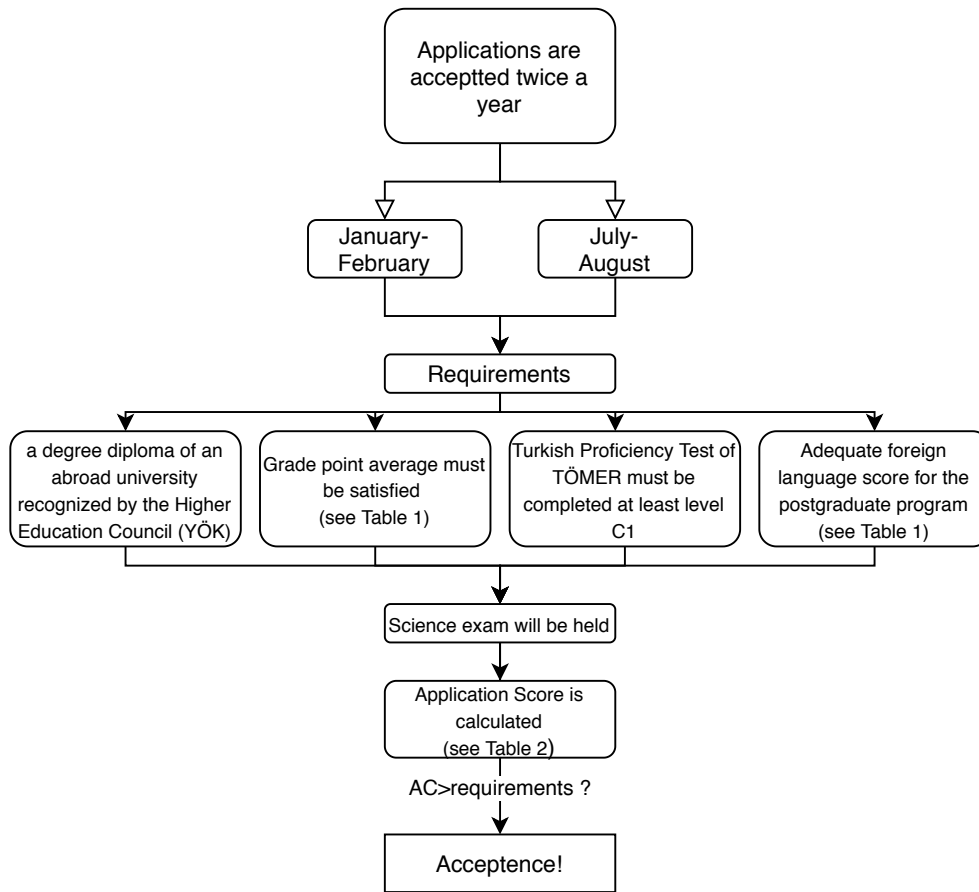 Applications are
acceptted twice a
year
January-
February
July-
August
Requirements
a degree diploma of an
abroad university
recognized by the Higher
Education Council (YÖK)
Grade point average must
be satisfied
(see Table 1)
Turkish Proficiency Test of
TÖMER must be
completed at least level
C1
Adequate foreign
language score for the
postgraduate program
(see Table 1)
Science exam will be held
Application Score is
calculated
(see Table 2)
AC>requirements ?
Acceptence!